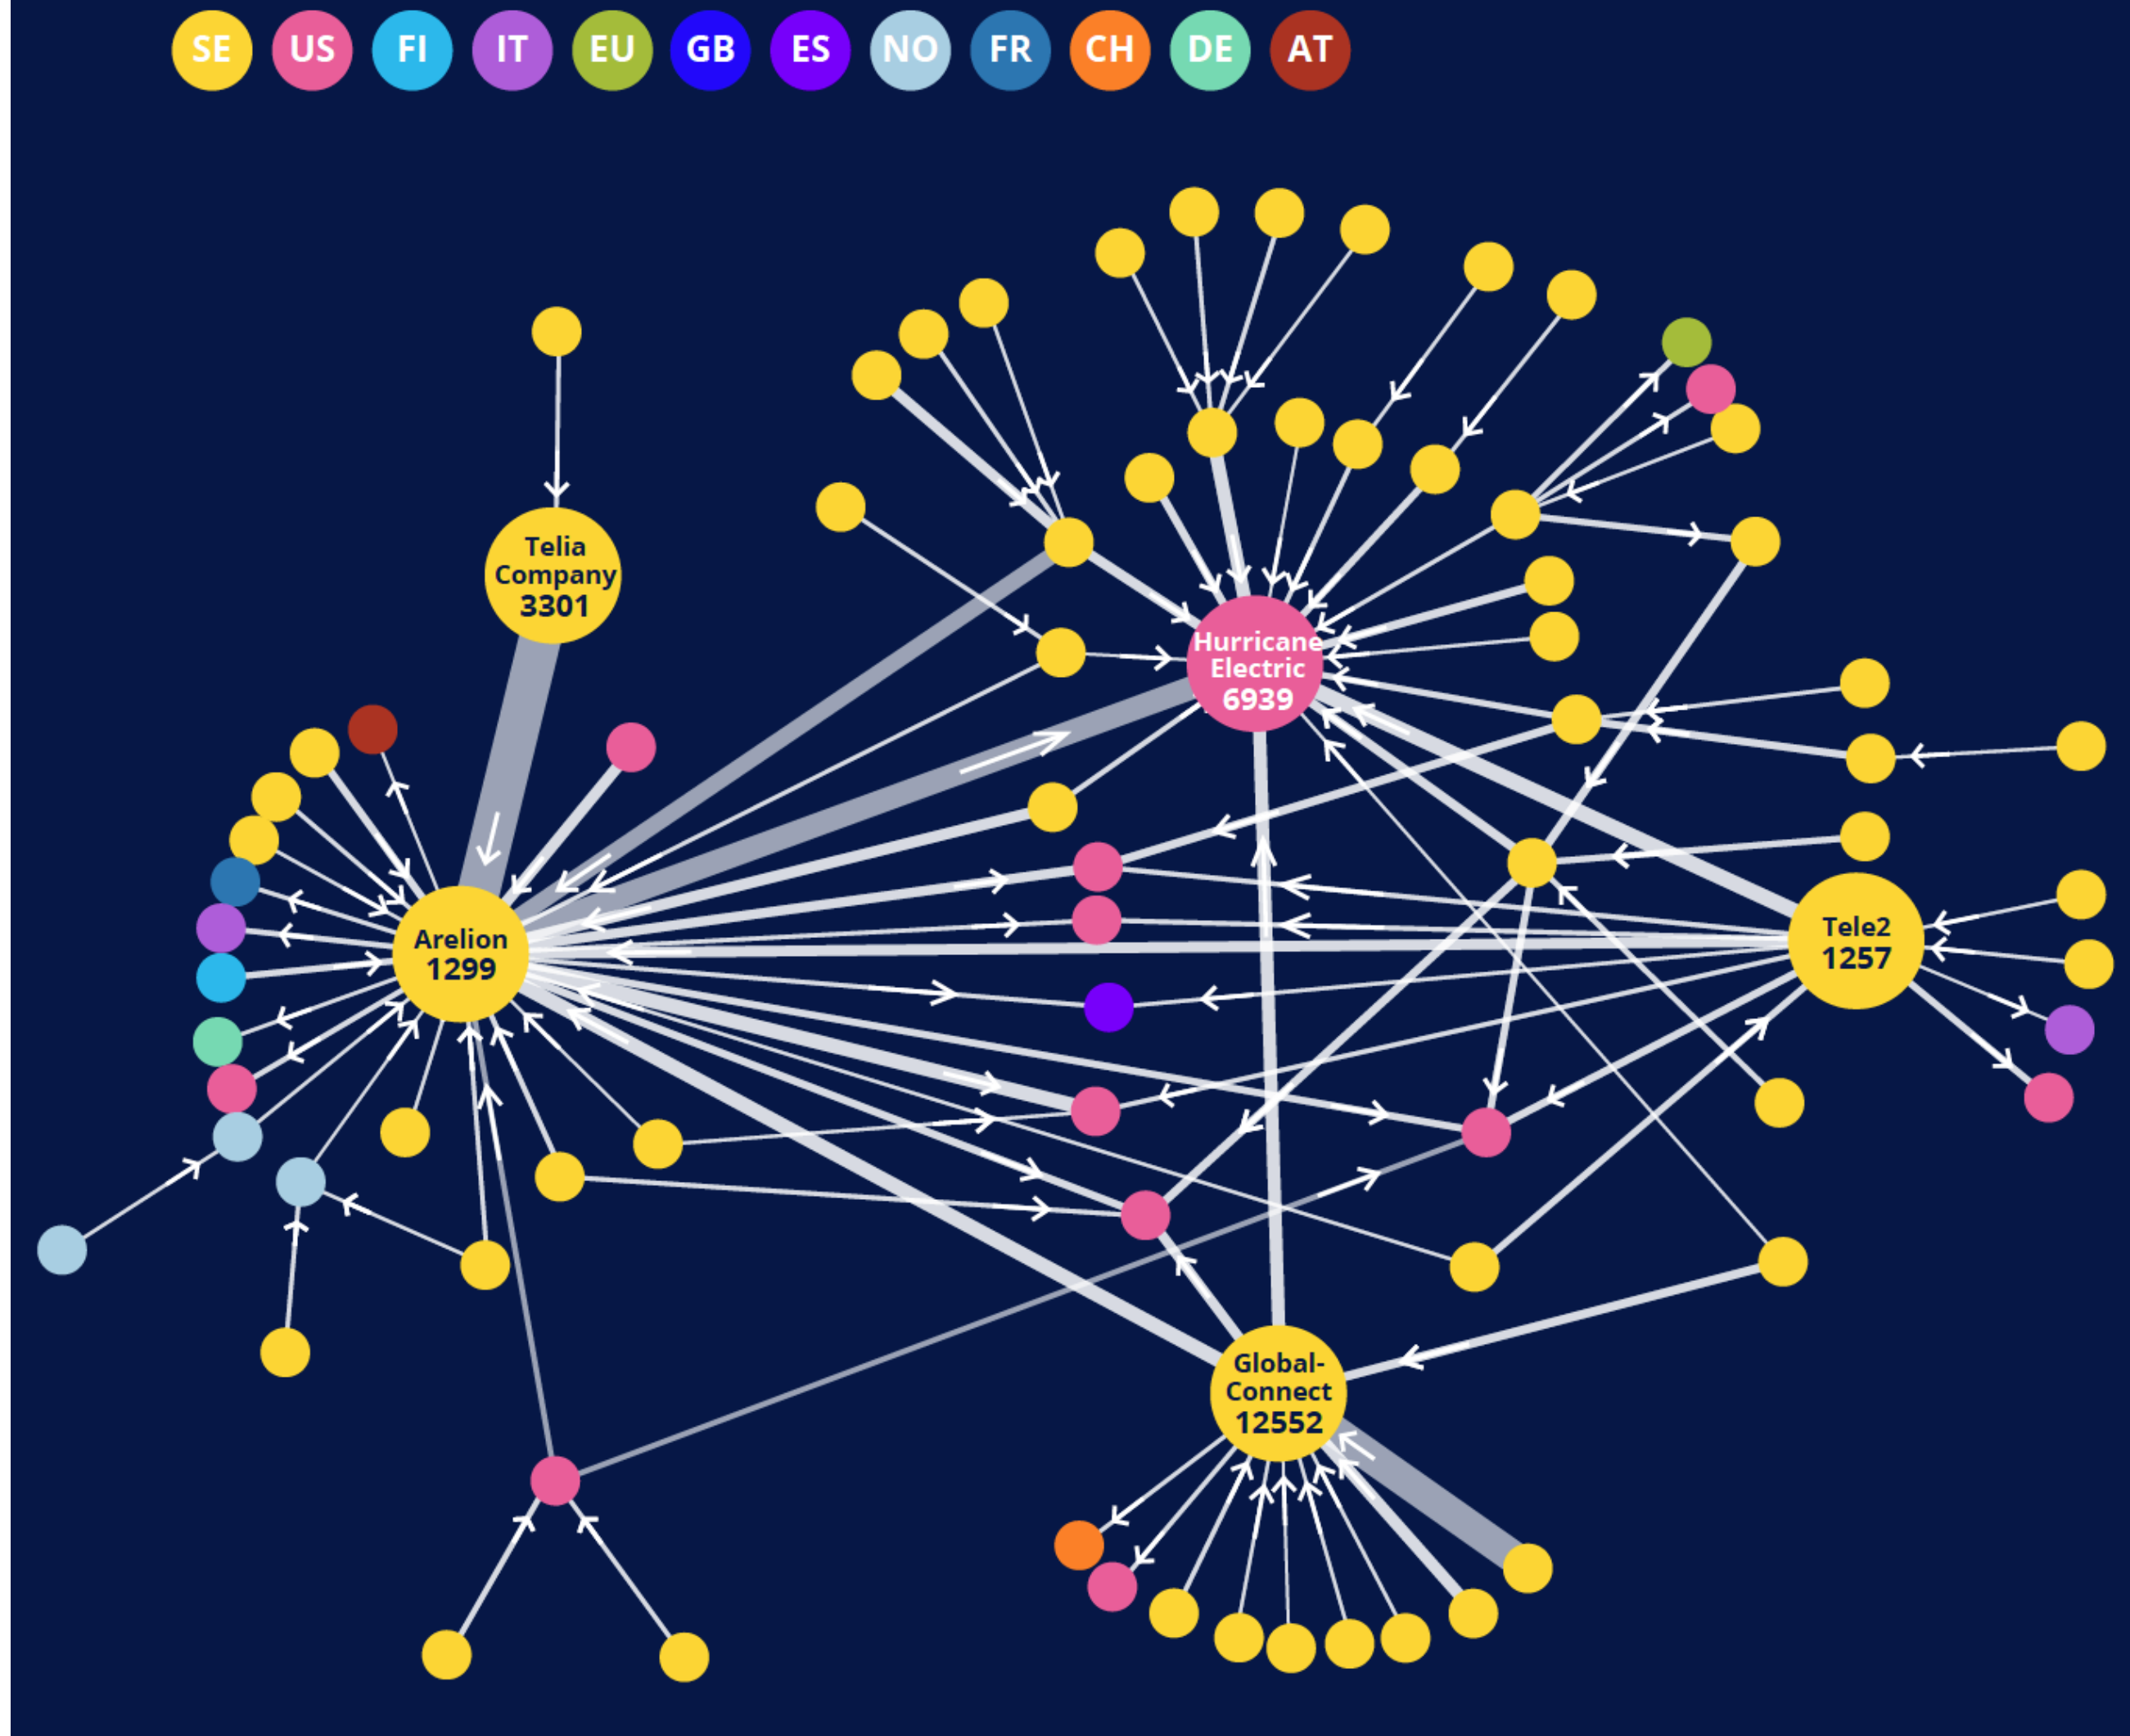 SE US FI IT EU GB ES NO FR CH DE AT
Telia
Company
3301
Hurricane
Electric
6939
Arelion
1299
Tele2
1257
Global-
Connect
12552